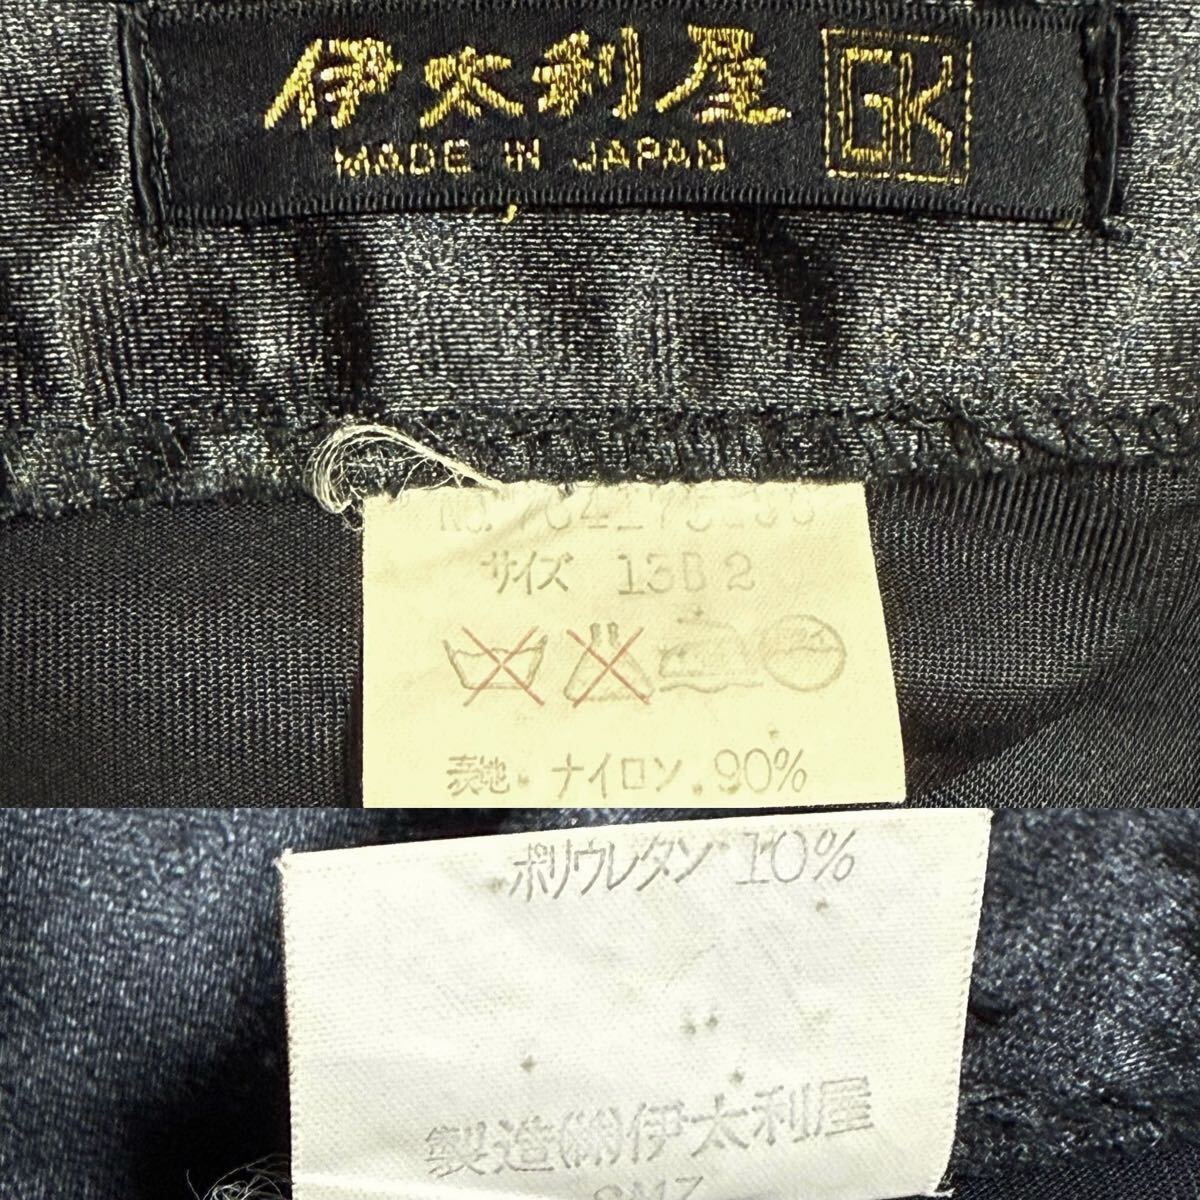 伊太利屋 GK
MADE IN JAPAN
サイズ 13B2
表地 ナイロン 90%
ポリウレタン 10%
製造(株)伊太利屋